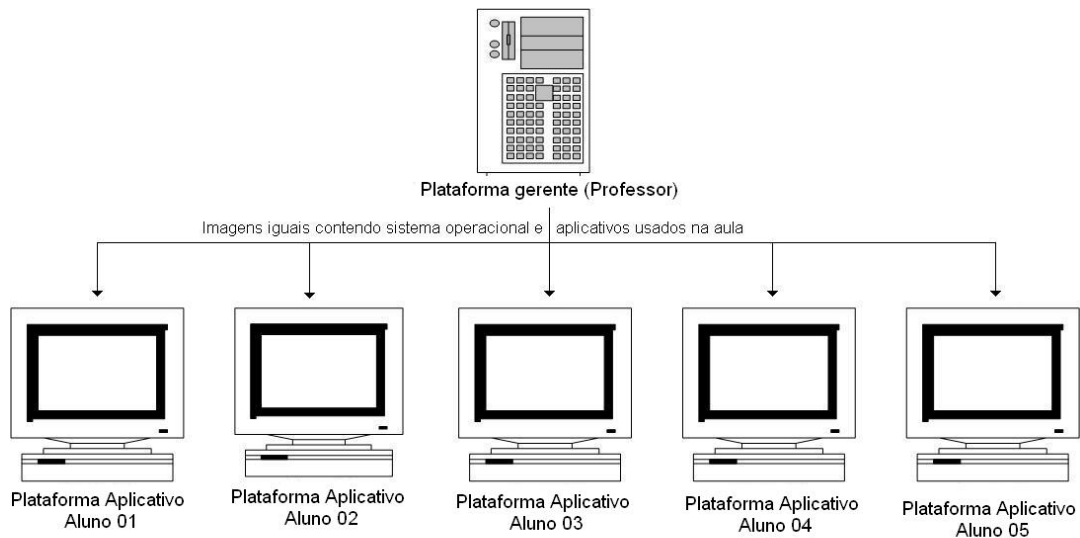 Plataforma gerente (Professor)
Imagens iguais contendo sistema operacional e aplicativos usados na aula
Plataforma Aplicativo
Aluno 01
Plataforma Aplicativo
Aluno 02
Plataforma Aplicativo
Aluno 03
Plataforma Aplicativo
Aluno 04
Plataforma Aplicativo
Aluno 05